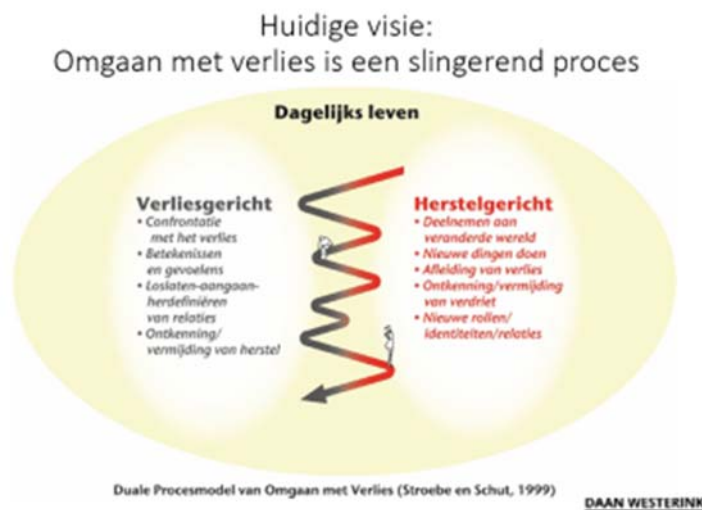 Huidige visie:
Omgaan met verlies is een slingerend proces
Dagelijks leven
Verliesgericht
• Confrontatie
met het verlies
• Betekenissen
en gevoelens
• Loslaten-aangaan-
herdefiniëren
van relaties
• Ontkenning/
vermijding van herstel
Herstelgericht
• Deelnemen aan
veranderde wereld
• Nieuwe dingen doen
• Afleiding van verlies
• Ontkenning/vermijding
van verdriet
• Nieuwe rollen/
identiteiten/relaties
Duale Procesmodel van Omgaan met Verlies (Stroebe en Schut, 1999)
DAAN WESTERINK